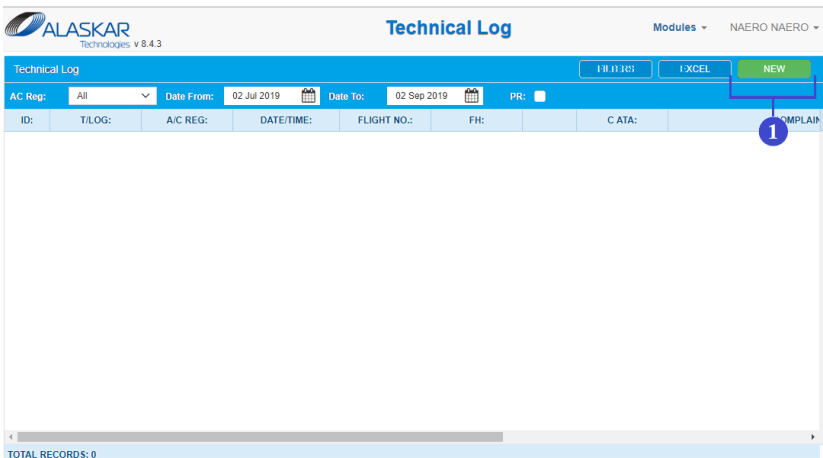 ALASKAR
Technologies v 8.4.3
Technical Log
Modules
NAERO NAERO
Technical Log
FILTERS
EXCEL
NEW
AC Reg: All Date From: 02 Jul 2019 Date To: 02 Sep 2019 PR:
ID: T/LOG: A/C REG: DATE/TIME: FLIGHT NO.: FH: C ATA: OMPLAIN
1
TOTAL RECORDS: 0